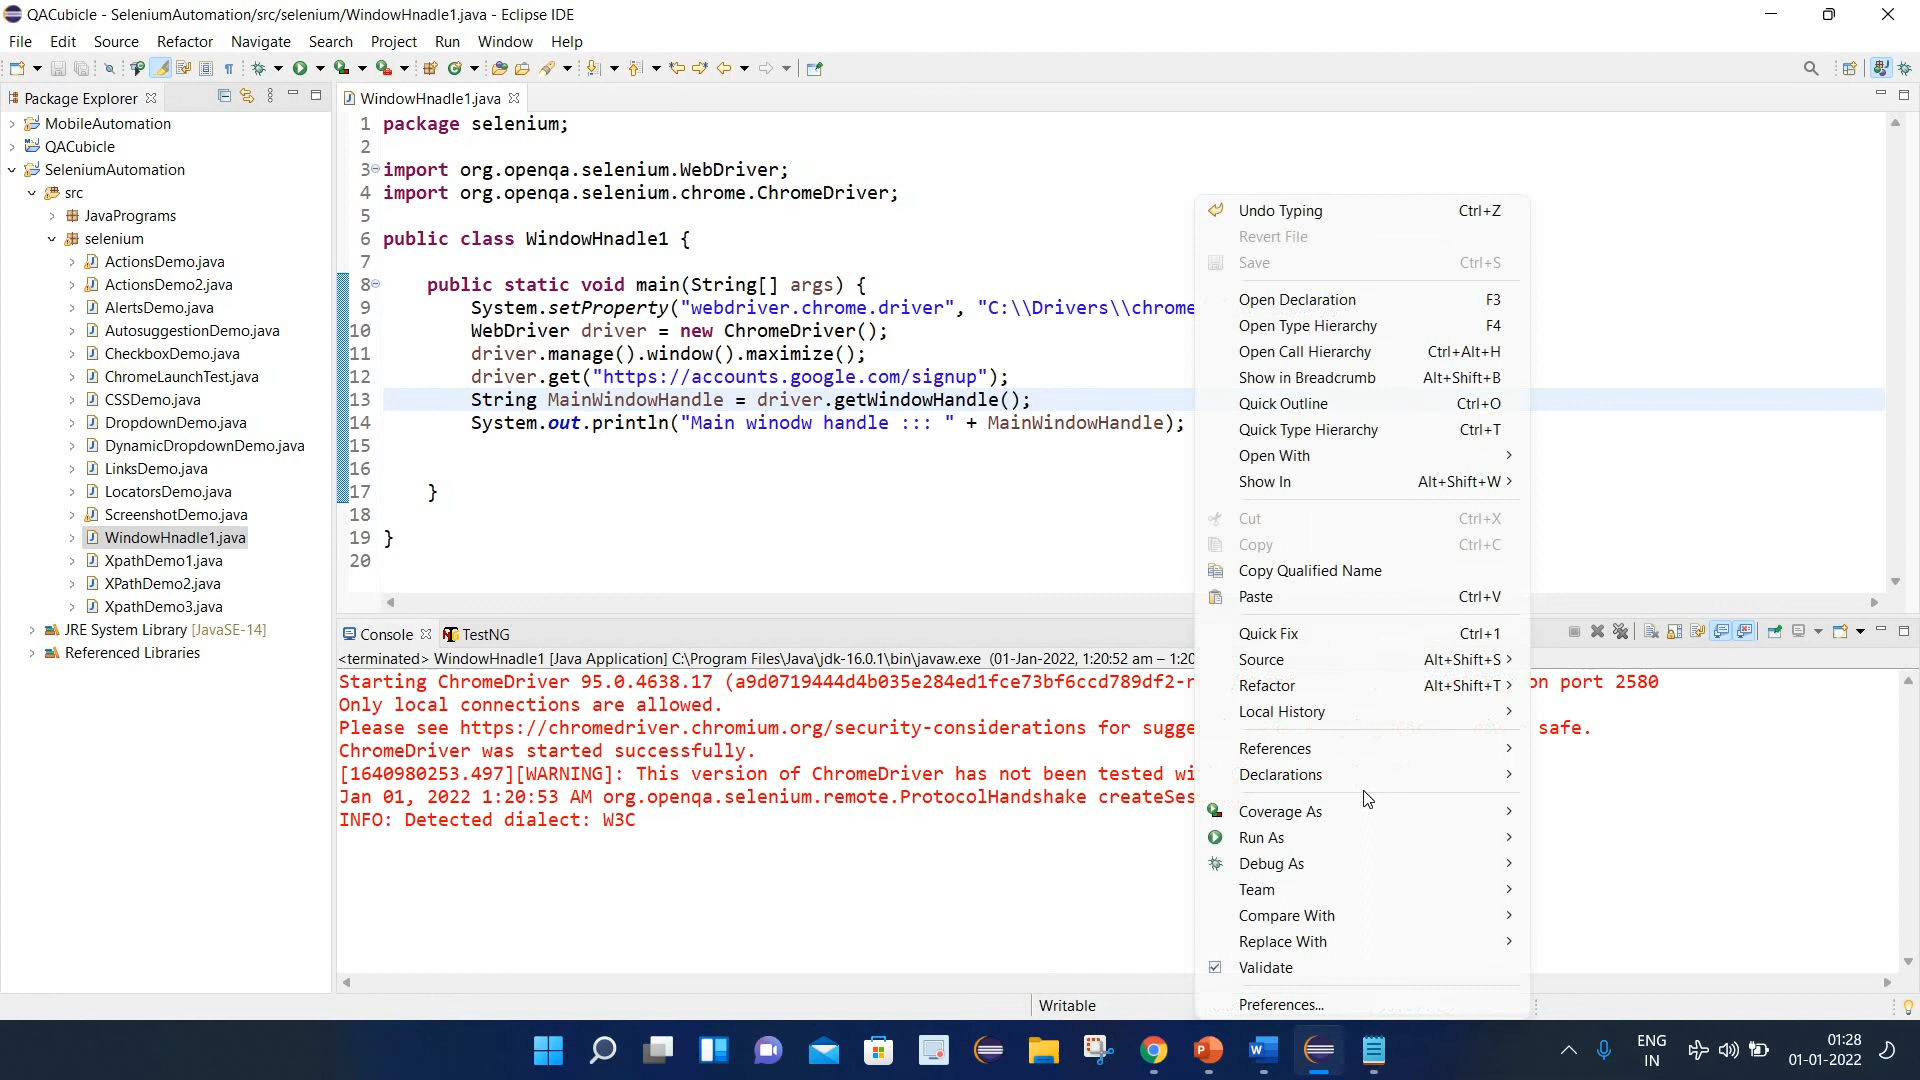 QACubicle - SeleniumAutomation/src/selenium/WindowHnadle1.java - Eclipse IDE
File Edit Source Refactor Navigate Search Project Run Window Help
Package Explorer
MobileAutomation
QACubicle
SeleniumAutomation
src
JavaPrograms
selenium
ActionsDemo.java
ActionsDemo2.java
AlertsDemo.java
AutosuggestionDemo.java
CheckboxDemo.java
ChromeLaunchTest.java
CSSDemo.java
DropdownDemo.java
DynamicDropdownDemo.java
LinksDemo.java
LocatorsDemo.java
ScreenshotDemo.java
WindowHnadle1.java
XpathDemo1.java
XPathDemo2.java
XpathDemo3.java
JRE System Library [JavaSE-14]
Referenced Libraries
WindowHnadle1.java
1 package selenium;
2
3 import org.openqa.selenium.WebDriver;
4 import org.openqa.selenium.chrome.ChromeDriver;
5
6 public class WindowHnadle1 {
7
8 public static void main(String[] args) {
9 System.setProperty("webdriver.chrome.driver", "C:\\Drivers\\chrome
10 WebDriver driver = new ChromeDriver();
11 driver.manage().window().maximize();
12 driver.get("https://accounts.google.com/signup");
13 String MainWindowHandle = driver.getWindowHandle();
14 System.out.println("Main winodw handle ::: " + MainWindowHandle);
15
16
17 }
18
19 }
20
Undo Typing Ctrl+Z
Revert File
Save Ctrl+S
Open Declaration F3
Open Type Hierarchy F4
Open Call Hierarchy Ctrl+Alt+H
Show in Breadcrumb Alt+Shift+B
Quick Outline Ctrl+O
Quick Type Hierarchy Ctrl+T
Open With
Show In Alt+Shift+W
Cut Ctrl+X
Copy Ctrl+C
Copy Qualified Name
Paste Ctrl+V
Quick Fix Ctrl+1
Source Alt+Shift+S
Refactor Alt+Shift+T
Local History
References
Declarations
Coverage As
Run As
Debug As
Team
Compare With
Replace With
Validate
Preferences...
Console TestNG
<terminated> WindowHnadle1 [Java Application] C:\Program Files\Java\jdk-16.0.1\bin\javaw.exe (01-Jan-2022, 1:20:52 am – 1:20
Starting ChromeDriver 95.0.4638.17 (a9d0719444d4b035e284ed1fce73bf6ccd789df2-r on port 2580
Only local connections are allowed.
Please see https://chromedriver.chromium.org/security-considerations for sugge safe.
ChromeDriver was started successfully.
[1640980253.497][WARNING]: This version of ChromeDriver has not been tested wi
Jan 01, 2022 1:20:53 AM org.openqa.selenium.remote.ProtocolHandshake createSes
INFO: Detected dialect: W3C
Writable
ENG
IN
01:28
01-01-2022